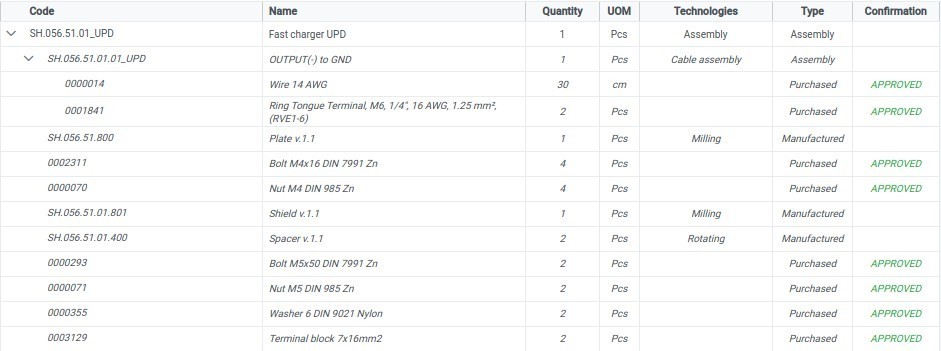 Code Name Quantity UOM Technologies Type Confirmation
SH.056.51.01_UPD Fast charger UPD 1 Pcs Assembly Assembly
SH.056.51.01.01_UPD OUTPUT(-) to GND 1 Pcs Cable assembly Assembly
0000014 Wire 14 AWG 30 cm Purchased APPROVED
0001841 Ring Tongue Terminal, M6, 1/4", 16 AWG, 1.25 mm², 2 Pcs Purchased APPROVED
(RVE1-6)
SH.056.51.800 Plate v.1.1 1 Pcs Milling Manufactured
0002311 Bolt M4x16 DIN 7991 Zn 4 Pcs Purchased APPROVED
0000070 Nut M4 DIN 985 Zn 4 Pcs Purchased APPROVED
SH.056.51.01.801 Shield v.1.1 1 Pcs Milling Manufactured
SH.056.51.01.400 Spacer v.1.1 2 Pcs Rotating Manufactured
0000293 Bolt M5x50 DIN 7991 Zn 2 Pcs Purchased APPROVED
0000071 Nut M5 DIN 985 Zn 2 Pcs Purchased APPROVED
0000355 Washer 6 DIN 9021 Nylon 2 Pcs Purchased APPROVED
0003129 Terminal block 7x16mm2 2 Pcs Purchased APPROVED